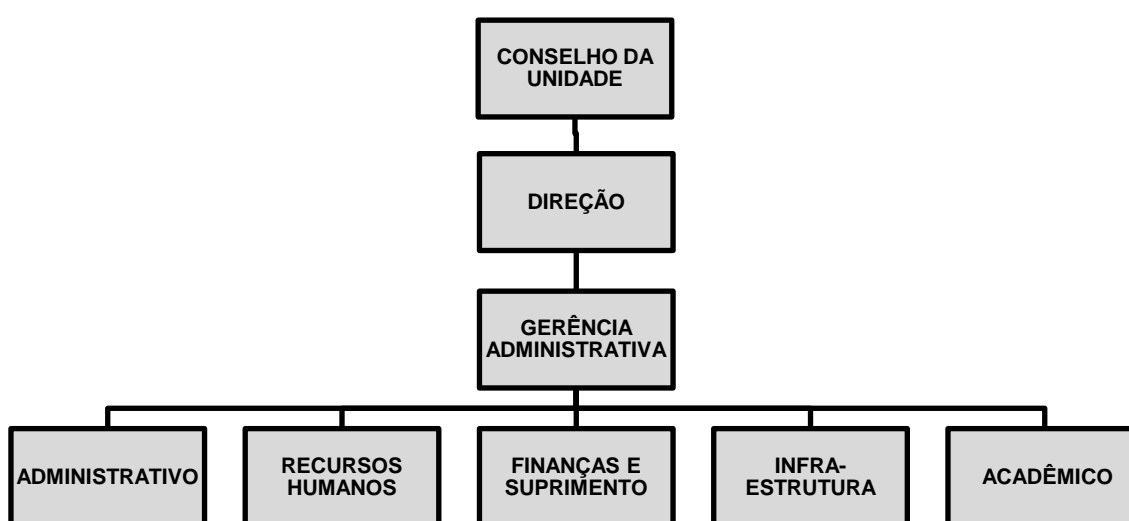 CONSELHO DA
UNIDADE
DIREÇÃO
GERÊNCIA
ADMINISTRATIVA
ADMINISTRATIVO
RECURSOS
HUMANOS
FINANÇAS E
SUPRIMENTO
INFRA-
ESTRUTURA
ACADÊMICO